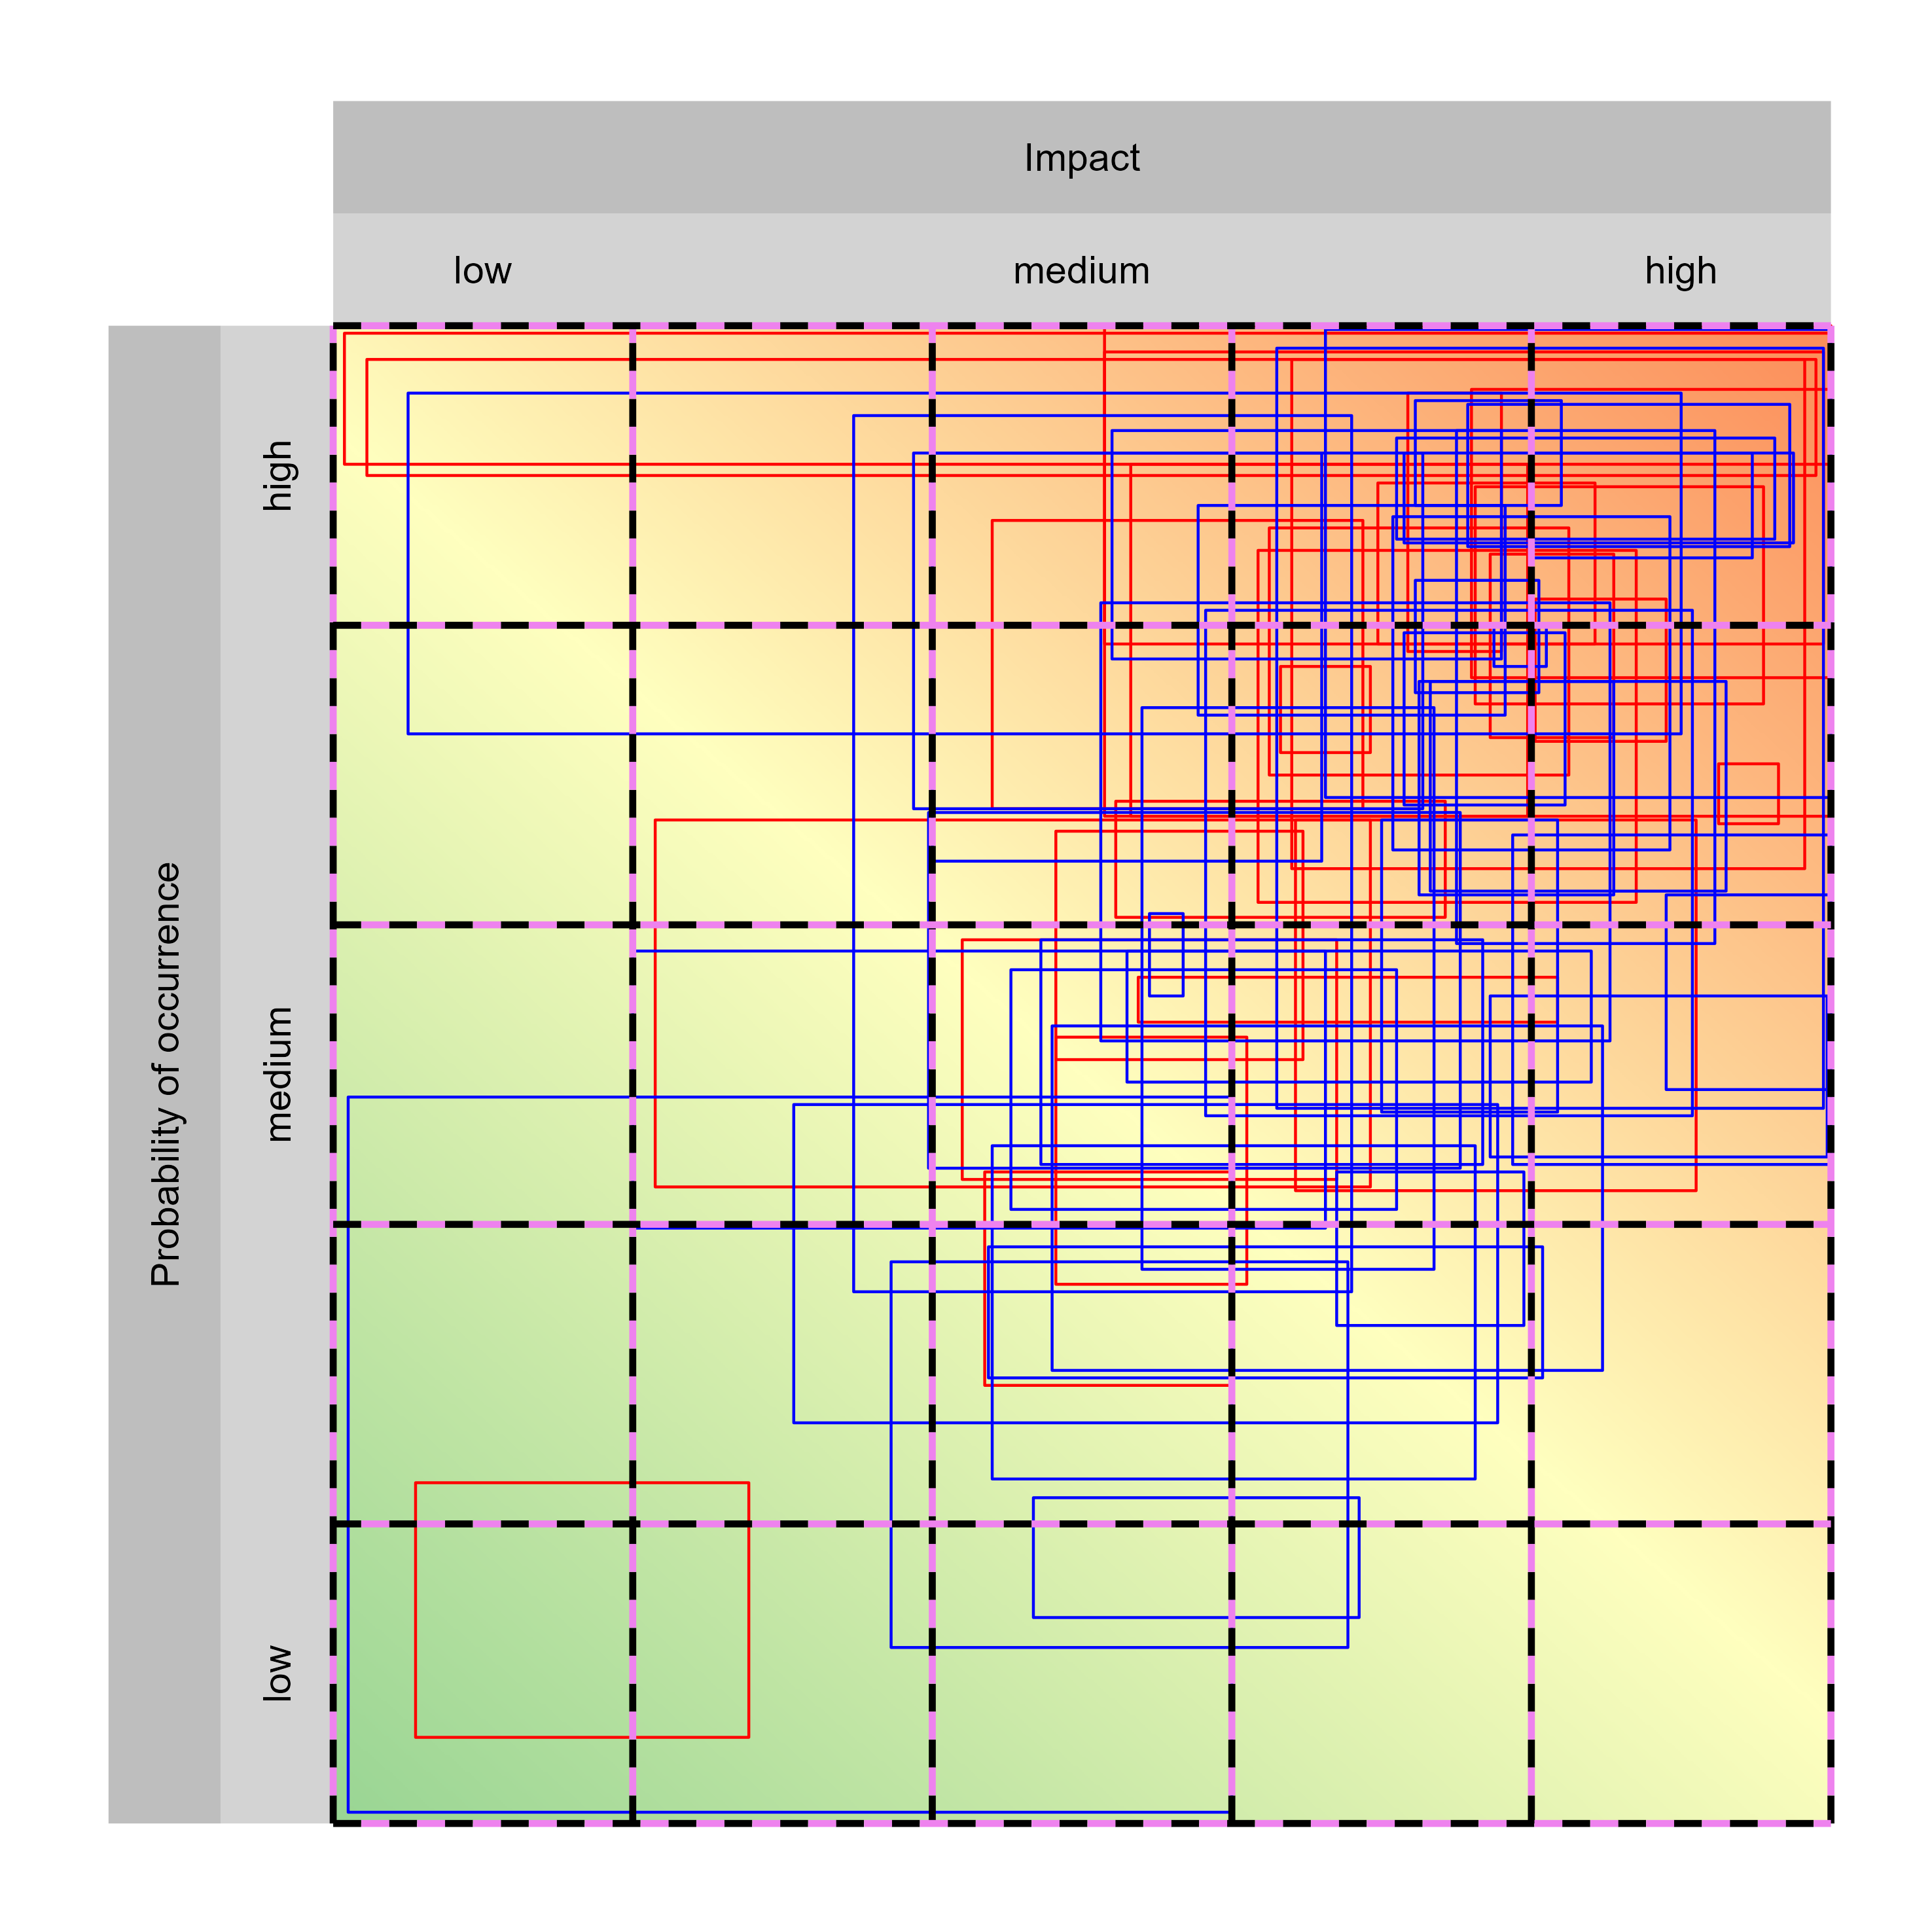 Impact
low
medium
high
Probability of occurrence
high
medium
low